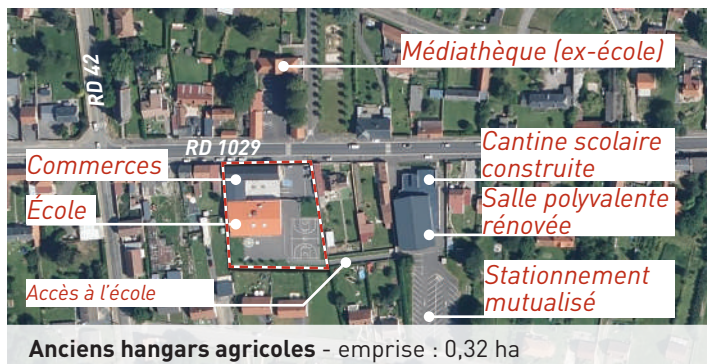 Médiathèque (ex-école)
RD 42
RD 1029
Commerces
Cantine scolaire
construite
École
Salle polyvalente
rénovée
Accès à l'école
Stationnement
mutualisé
Anciens hangars agricoles - emprise : 0,32 ha